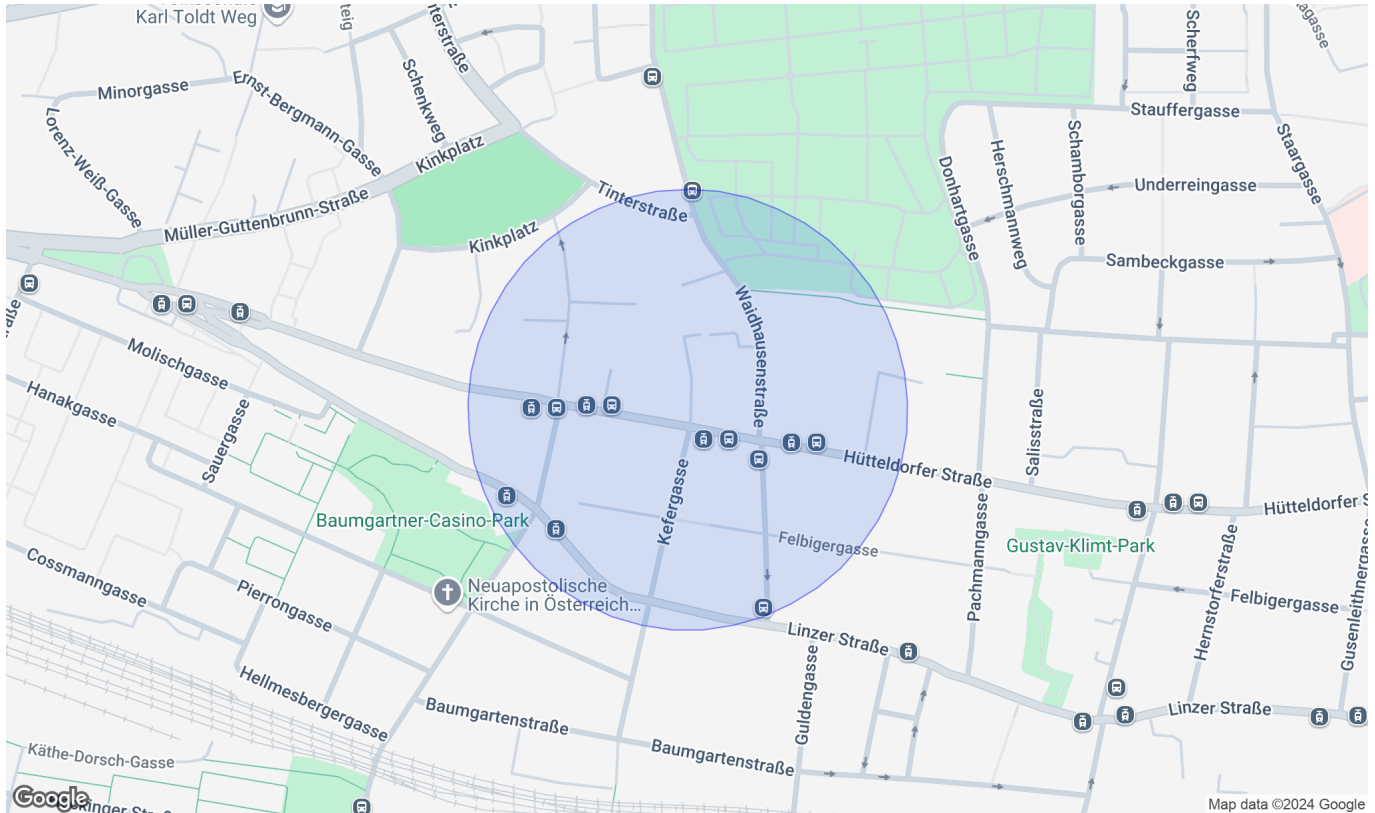 Karl Toldt Weg
Minorgasse
Ernst-Bergmann-Gasse
Schenkweg
Lorenz-Weiß-Gasse
Kinkplatz
Müller-Guttenbrunn-Straße
Kinkplatz
Tinterstraße
Scherfweg
Stauffergasse
Staargasse
Herschmannweg
Schamborgasse
Donhartgasse
Underreingasse
Sambeckgasse
Waidhausenstraße
Molischgasse
Hanakgasse
Sauergasse
Salisstraße
Hütteldorfer Straße
Hütteldorfer S
Kefergasse
Baumgartner-Casino-Park
Felbigergasse
Gustav-Klimt-Park
Pachmanngasse
Cossmanngasse
Pierrongasse
Neuapostolische
Kirche in Österreich...
Felbigergasse
Hernstorferstraße
Gusenleithnergasse
Linzer Straße
Hellmesbergergasse
Guldengasse
Linzer Straße
Baumgartenstraße
Baumgartenstraße
Käthe-Dorsch-Gasse
Google
Map data ©2024 Google